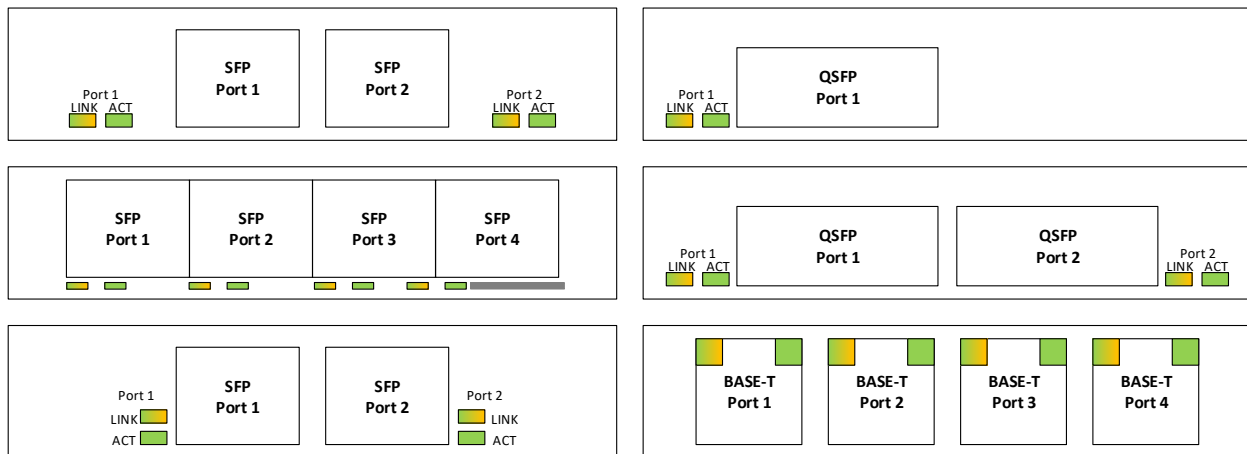 SFP
Port 1
SFP
Port 2
Port 1
LINK ACT
Port 2
LINK ACT
QSFP
Port 1
Port 1
LINK ACT
SFP
Port 1
SFP
Port 2
SFP
Port 3
SFP
Port 4
QSFP
Port 1
QSFP
Port 2
Port 1
LINK ACT
Port 2
LINK ACT
SFP
Port 1
SFP
Port 2
Port 1
LINK
ACT
Port 2
LINK
ACT
BASE-T
Port 1
BASE-T
Port 2
BASE-T
Port 3
BASE-T
Port 4